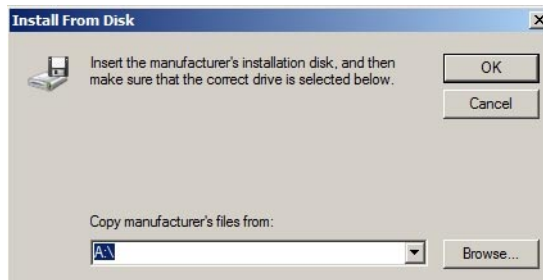 Install From Disk
Insert the manufacturer's installation disk, and then
make sure that the correct drive is selected below.
OK
Cancel
Copy manufacturer's files from:
A:\
Browse...